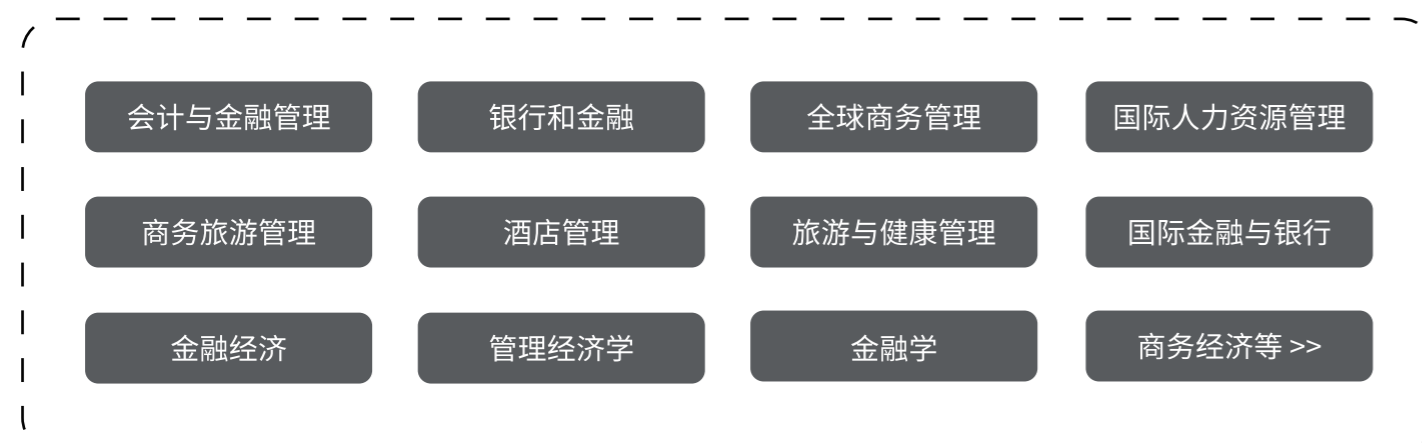 会计与金融管理
银行和金融
全球商务管理
国际人力资源管理
商务旅游管理
酒店管理
旅游与健康管理
国际金融与银行
金融经济
管理经济学
金融学
商务经济等 >>